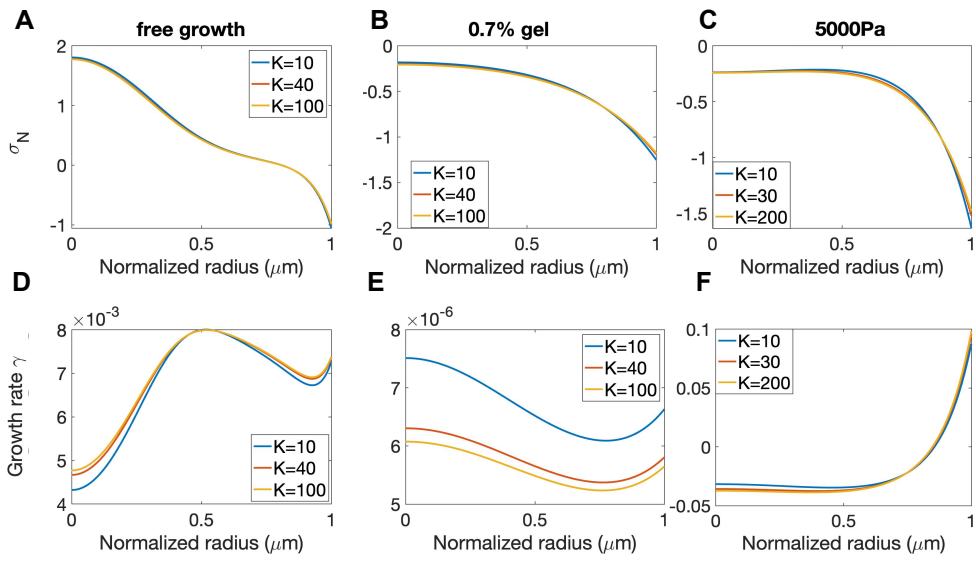 A
free growth
2
1
0
-1
σN
0
0.5
1
Normalized radius (μm)
K=10
K=40
K=100
B
0.7% gel
0
-0.5
-1
-1.5
-2
0
0.5
1
Normalized radius (μm)
K=10
K=40
K=100
C
5000Pa
0
-0.5
-1
-1.5
0
0.5
1
Normalized radius (μm)
K=10
K=30
K=200
D
×10-3
8
7
6
5
4
Growth rate γ
0
0.5
1
Normalized radius (μm)
K=10
K=40
K=100
E
×10-6
8
7
6
5
0
0.5
1
Normalized radius (μm)
K=10
K=40
K=100
F
0.1
0.05
0
-0.05
0
0.5
1
Normalized radius (μm)
K=10
K=30
K=200